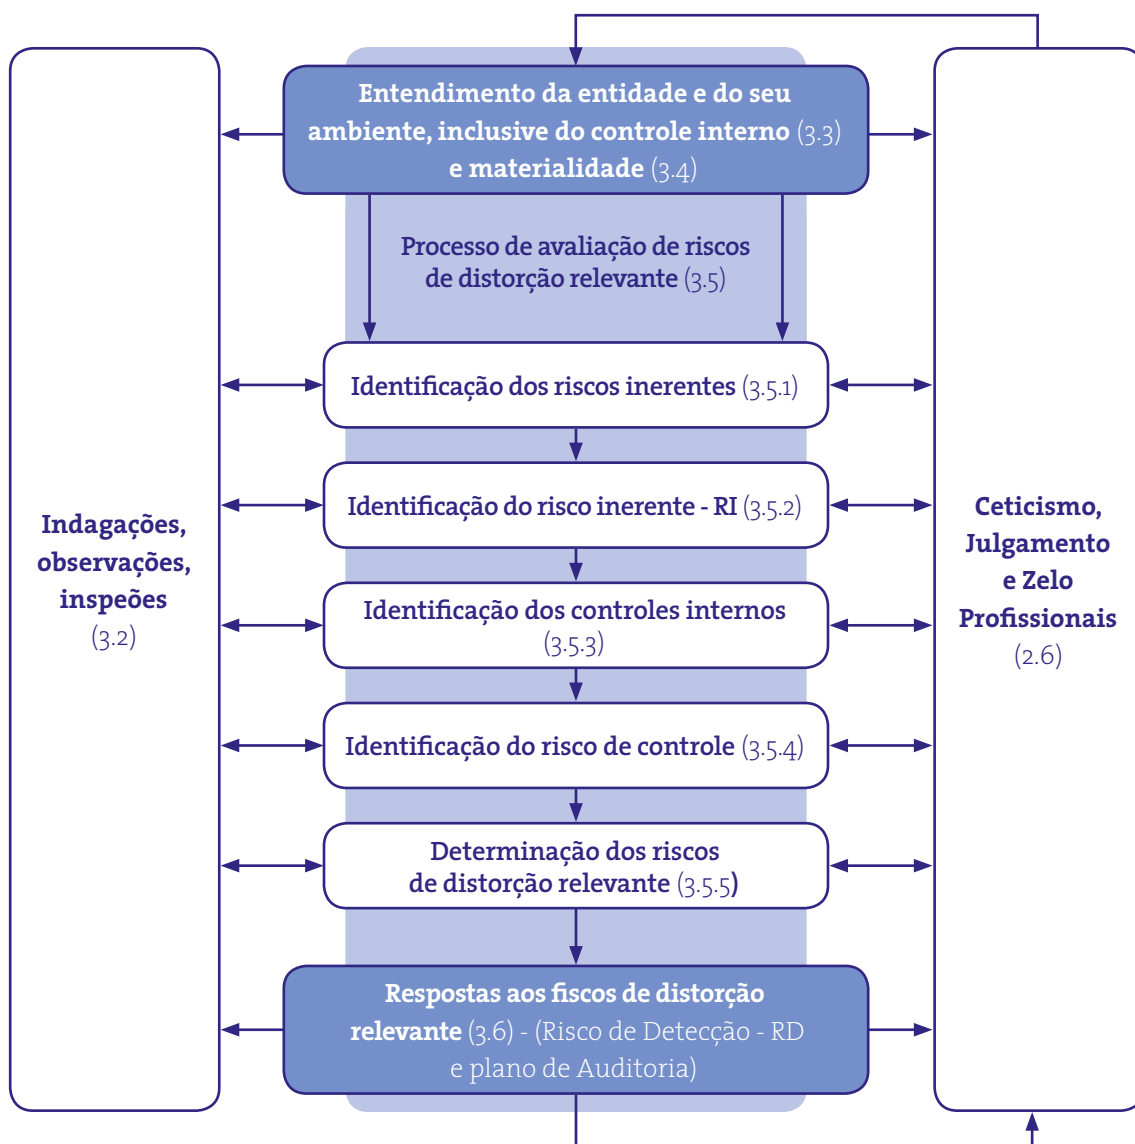 Entendimento da entidade e do seu
ambiente, inclusive do controle interno (3.3)
e materialidade (3.4)
Processo de avaliação de riscos
de distorção relevante (3.5)
Identificação dos riscos inerentes (3.5.1)
Identificação do risco inerente - RI (3.5.2)
Identificação dos controles internos
(3.5.3)
Identificação do risco de controle (3.5.4)
Determinação dos riscos
de distorção relevante (3.5.5)
Respostas aos fiscos de distorção
relevante (3.6) - (Risco de Detecção - RD
e plano de Auditoria)
Indagações,
observações,
inspeões
(3.2)
Ceticismo,
Julgamento
e Zelo
Profissionais
(2.6)